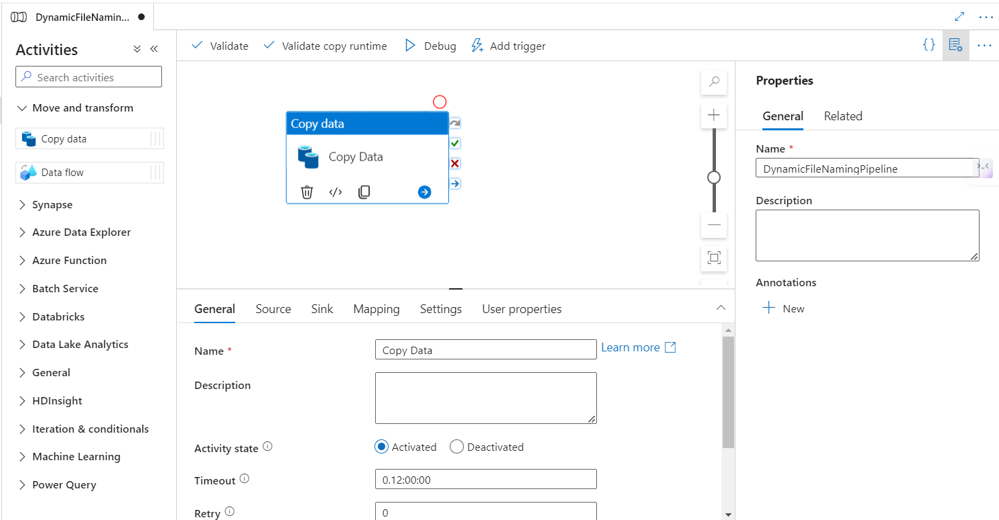 DynamicFileNamin...
Activities
Search activities
Move and transform
Copy data
Data flow
Synapse
Azure Data Explorer
Azure Function
Batch Service
Databricks
Data Lake Analytics
General
HDInsight
Iteration & conditionals
Machine Learning
Power Query
Validate
Validate copy runtime
Debug
Add trigger
{}
Copy data
Copy Data
General
Source
Sink
Mapping
Settings
User properties
Name *
Copy Data
Learn more
Description
Activity state
Activated
Deactivated
Timeout
0.12:00:00
Retry
0
Properties
General
Related
Name *
DynamicFileNamingPipeline
Description
Annotations
New